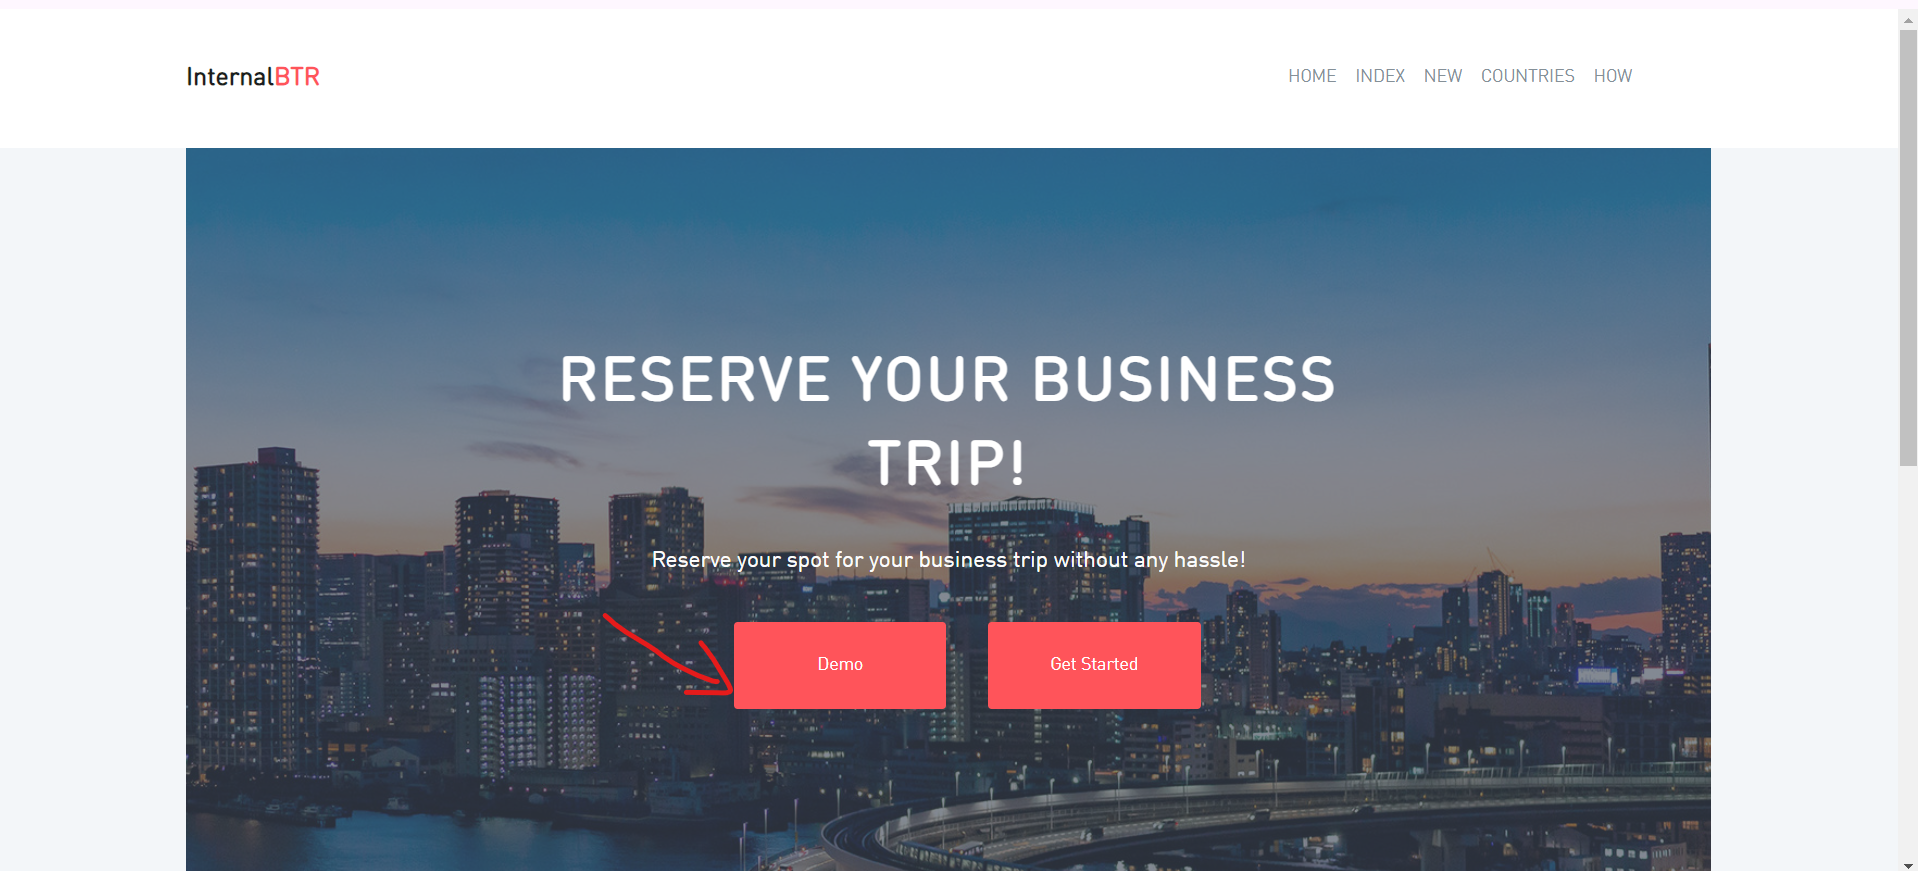 InternalBTR
HOME INDEX NEW COUNTRIES HOW
RESERVE YOUR BUSINESS
TRIP!
Reserve your spot for your business trip without any hassle!
Demo
Get Started